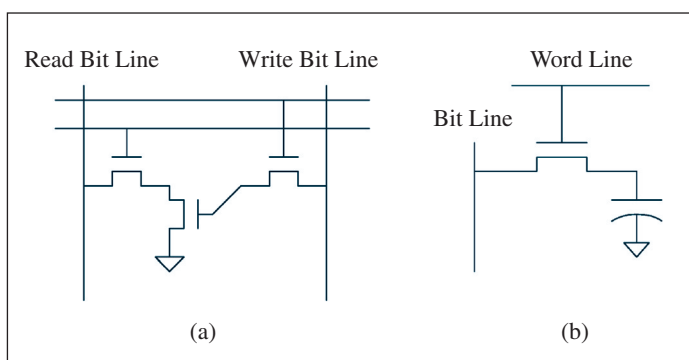 Read Bit Line
Write Bit Line
Word Line
Bit Line
(a)
(b)